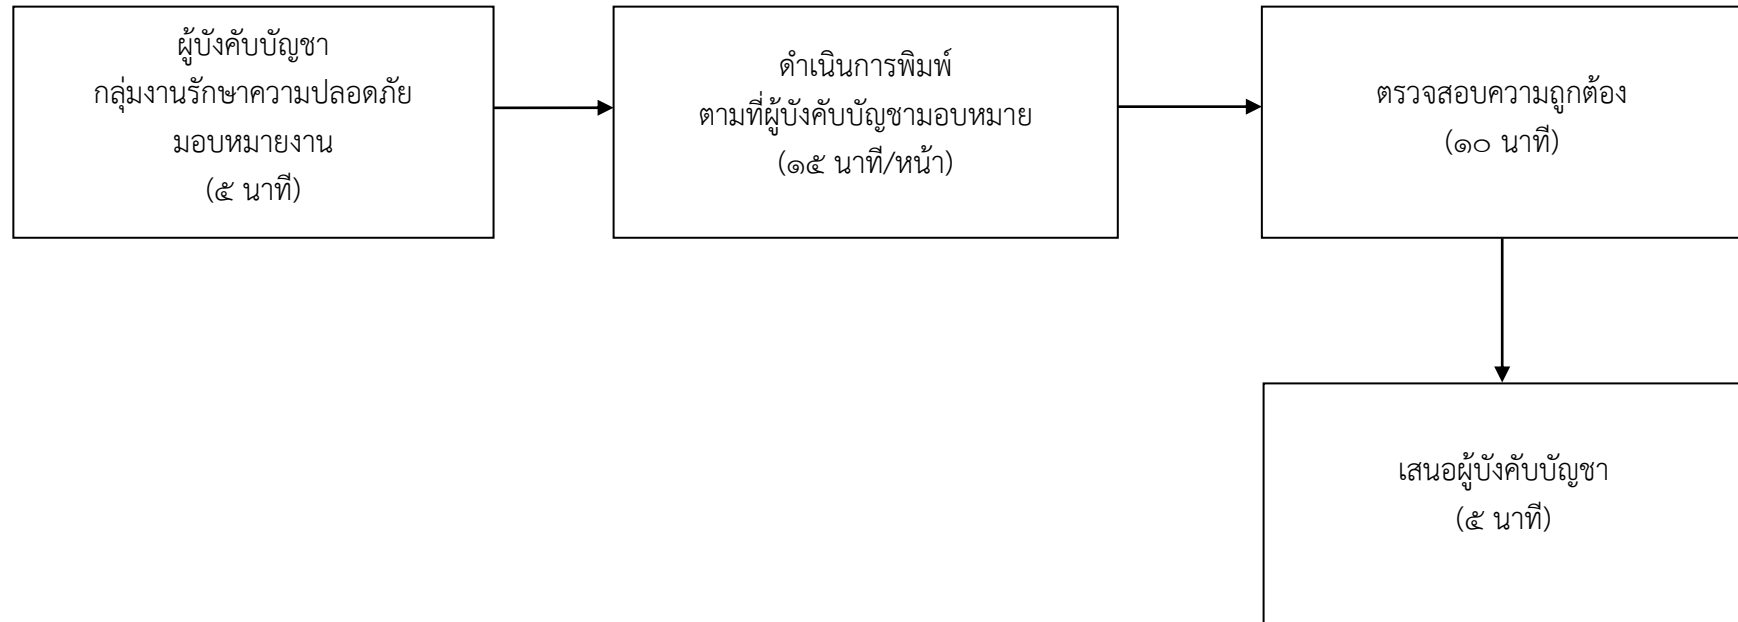 ผู้บังคับบัญชา
กลุ่มงานรักษาความปลอดภัย
มอบหมายงาน
(๕ นาที)
ดำเนินการพิมพ์
ตามที่ผู้บังคับบัญชามอบหมาย
(๑๕ นาที/หน้า)
ตรวจสอบความถูกต้อง
(๑๐ นาที)
เสนอผู้บังคับบัญชา
(๕ นาที)